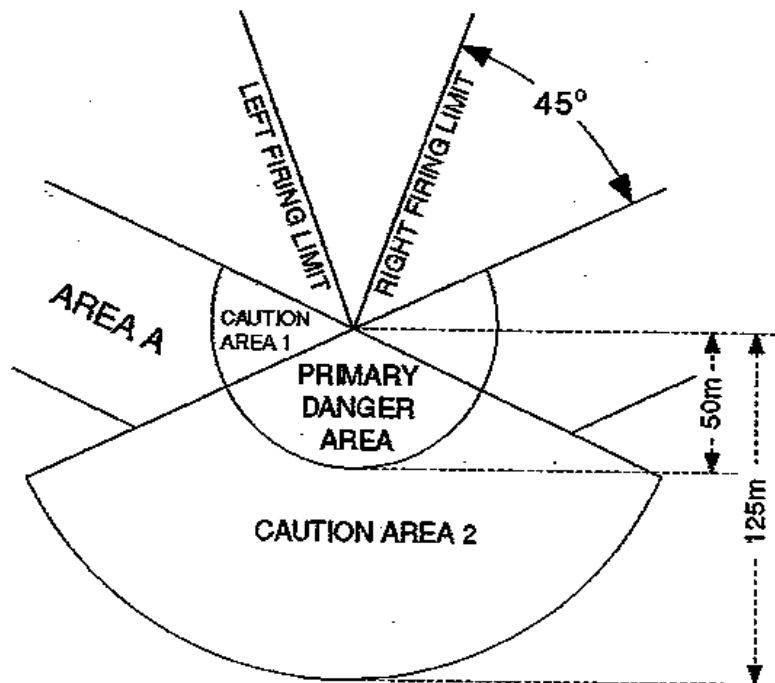 LEFT FIRING LIMIT
RIGHT FIRING LIMIT
45°
AREA A
CAUTION
AREA 1
PRIMARY
DANGER
AREA
50m
125m
CAUTION AREA 2